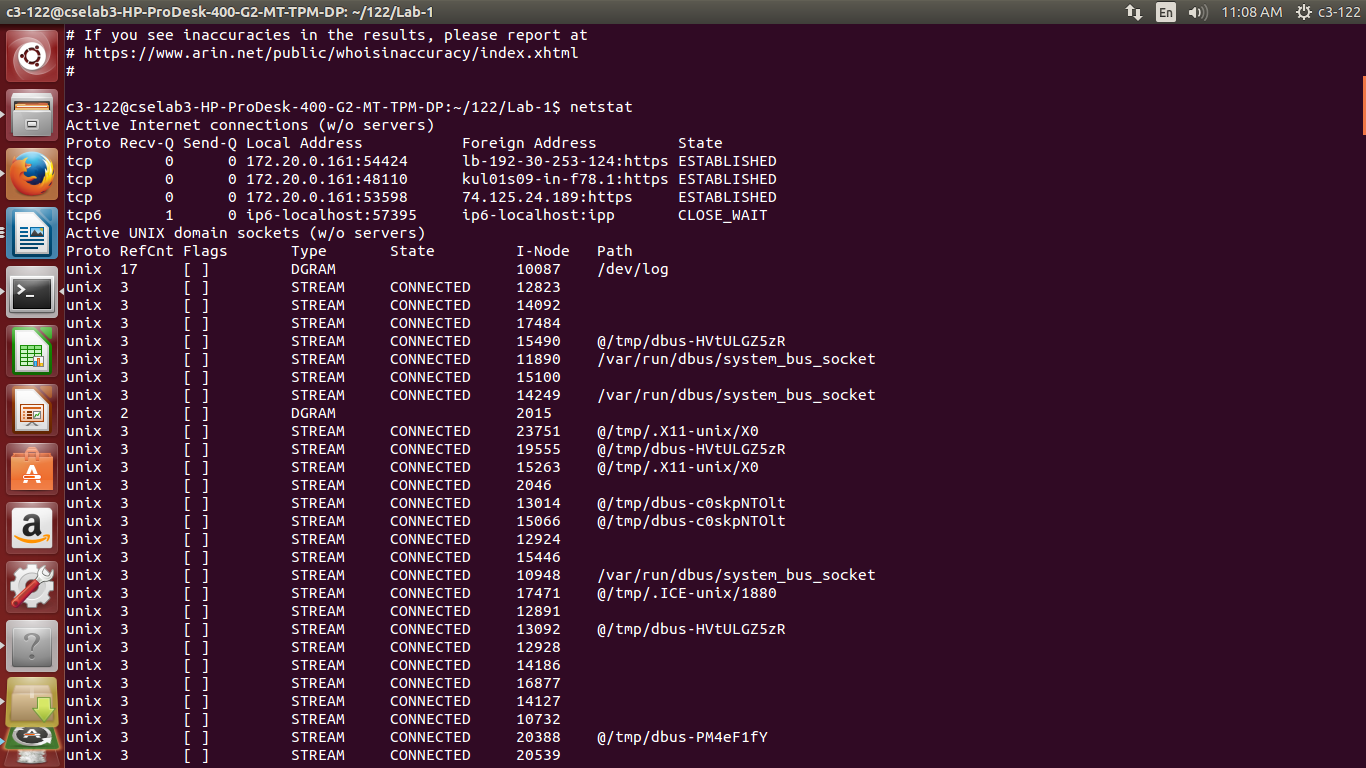 c3-122@cselab3-HP-ProDesk-400-G2-MT-TPM-DP: ~/122/Lab-1 En 11:08 AM c3-122
# If you see inaccuracies in the results, please report at
# https://www.arin.net/public/whoisinaccuracy/index.xhtml
#
c3-122@cselab3-HP-ProDesk-400-G2-MT-TPM-DP:~/122/Lab-1$ netstat
Active Internet connections (w/o servers)
Proto Recv-Q Send-Q Local Address           Foreign Address         State
tcp        0      0 172.20.0.161:54424      lb-192-30-253-124:https ESTABLISHED
tcp        0      0 172.20.0.161:48110      kul01s09-in-f78.1:https ESTABLISHED
tcp        0      0 172.20.0.161:53598      74.125.24.189:https     ESTABLISHED
tcp6       1      0 ip6-localhost:57395     ip6-localhost:ipp       CLOSE_WAIT
Active UNIX domain sockets (w/o servers)
Proto RefCnt Flags       Type       State         I-Node   Path
unix  17     [ ]         DGRAM                    10087    /dev/log
unix  3      [ ]         STREAM     CONNECTED     12823
unix  3      [ ]         STREAM     CONNECTED     14092
unix  3      [ ]         STREAM     CONNECTED     17484
unix  3      [ ]         STREAM     CONNECTED     15490    @/tmp/dbus-HVtULGZ5zR
unix  3      [ ]         STREAM     CONNECTED     11890    /var/run/dbus/system_bus_socket
unix  3      [ ]         STREAM     CONNECTED     15100
unix  3      [ ]         STREAM     CONNECTED     14249    /var/run/dbus/system_bus_socket
unix  2      [ ]         DGRAM                    2015
unix  3      [ ]         STREAM     CONNECTED     23751    @/tmp/.X11-unix/X0
unix  3      [ ]         STREAM     CONNECTED     19555    @/tmp/dbus-HVtULGZ5zR
unix  3      [ ]         STREAM     CONNECTED     15263    @/tmp/.X11-unix/X0
unix  3      [ ]         STREAM     CONNECTED     2046
unix  3      [ ]         STREAM     CONNECTED     13014    @/tmp/dbus-c0skpNTOlt
unix  3      [ ]         STREAM     CONNECTED     15066    @/tmp/dbus-c0skpNTOlt
unix  3      [ ]         STREAM     CONNECTED     12924
unix  3      [ ]         STREAM     CONNECTED     15446
unix  3      [ ]         STREAM     CONNECTED     10948    /var/run/dbus/system_bus_socket
unix  3      [ ]         STREAM     CONNECTED     17471    @/tmp/.ICE-unix/1880
unix  3      [ ]         STREAM     CONNECTED     12891
unix  3      [ ]         STREAM     CONNECTED     13092    @/tmp/dbus-HVtULGZ5zR
unix  3      [ ]         STREAM     CONNECTED     12928
unix  3      [ ]         STREAM     CONNECTED     14186
unix  3      [ ]         STREAM     CONNECTED     16877
unix  3      [ ]         STREAM     CONNECTED     14127
unix  3      [ ]         STREAM     CONNECTED     10732
unix  3      [ ]         STREAM     CONNECTED     20388    @/tmp/dbus-PM4eF1fY
unix  3      [ ]         STREAM     CONNECTED     20539